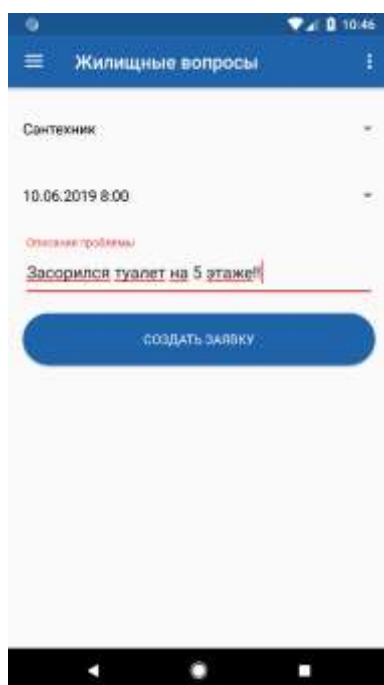 10:46
Жилищные вопросы
Сантехник
10.06.2019 8:00
Описание проблемы
Засорился туалет на 5 этаже!!
СОЗДАТЬ ЗАЯВКУ